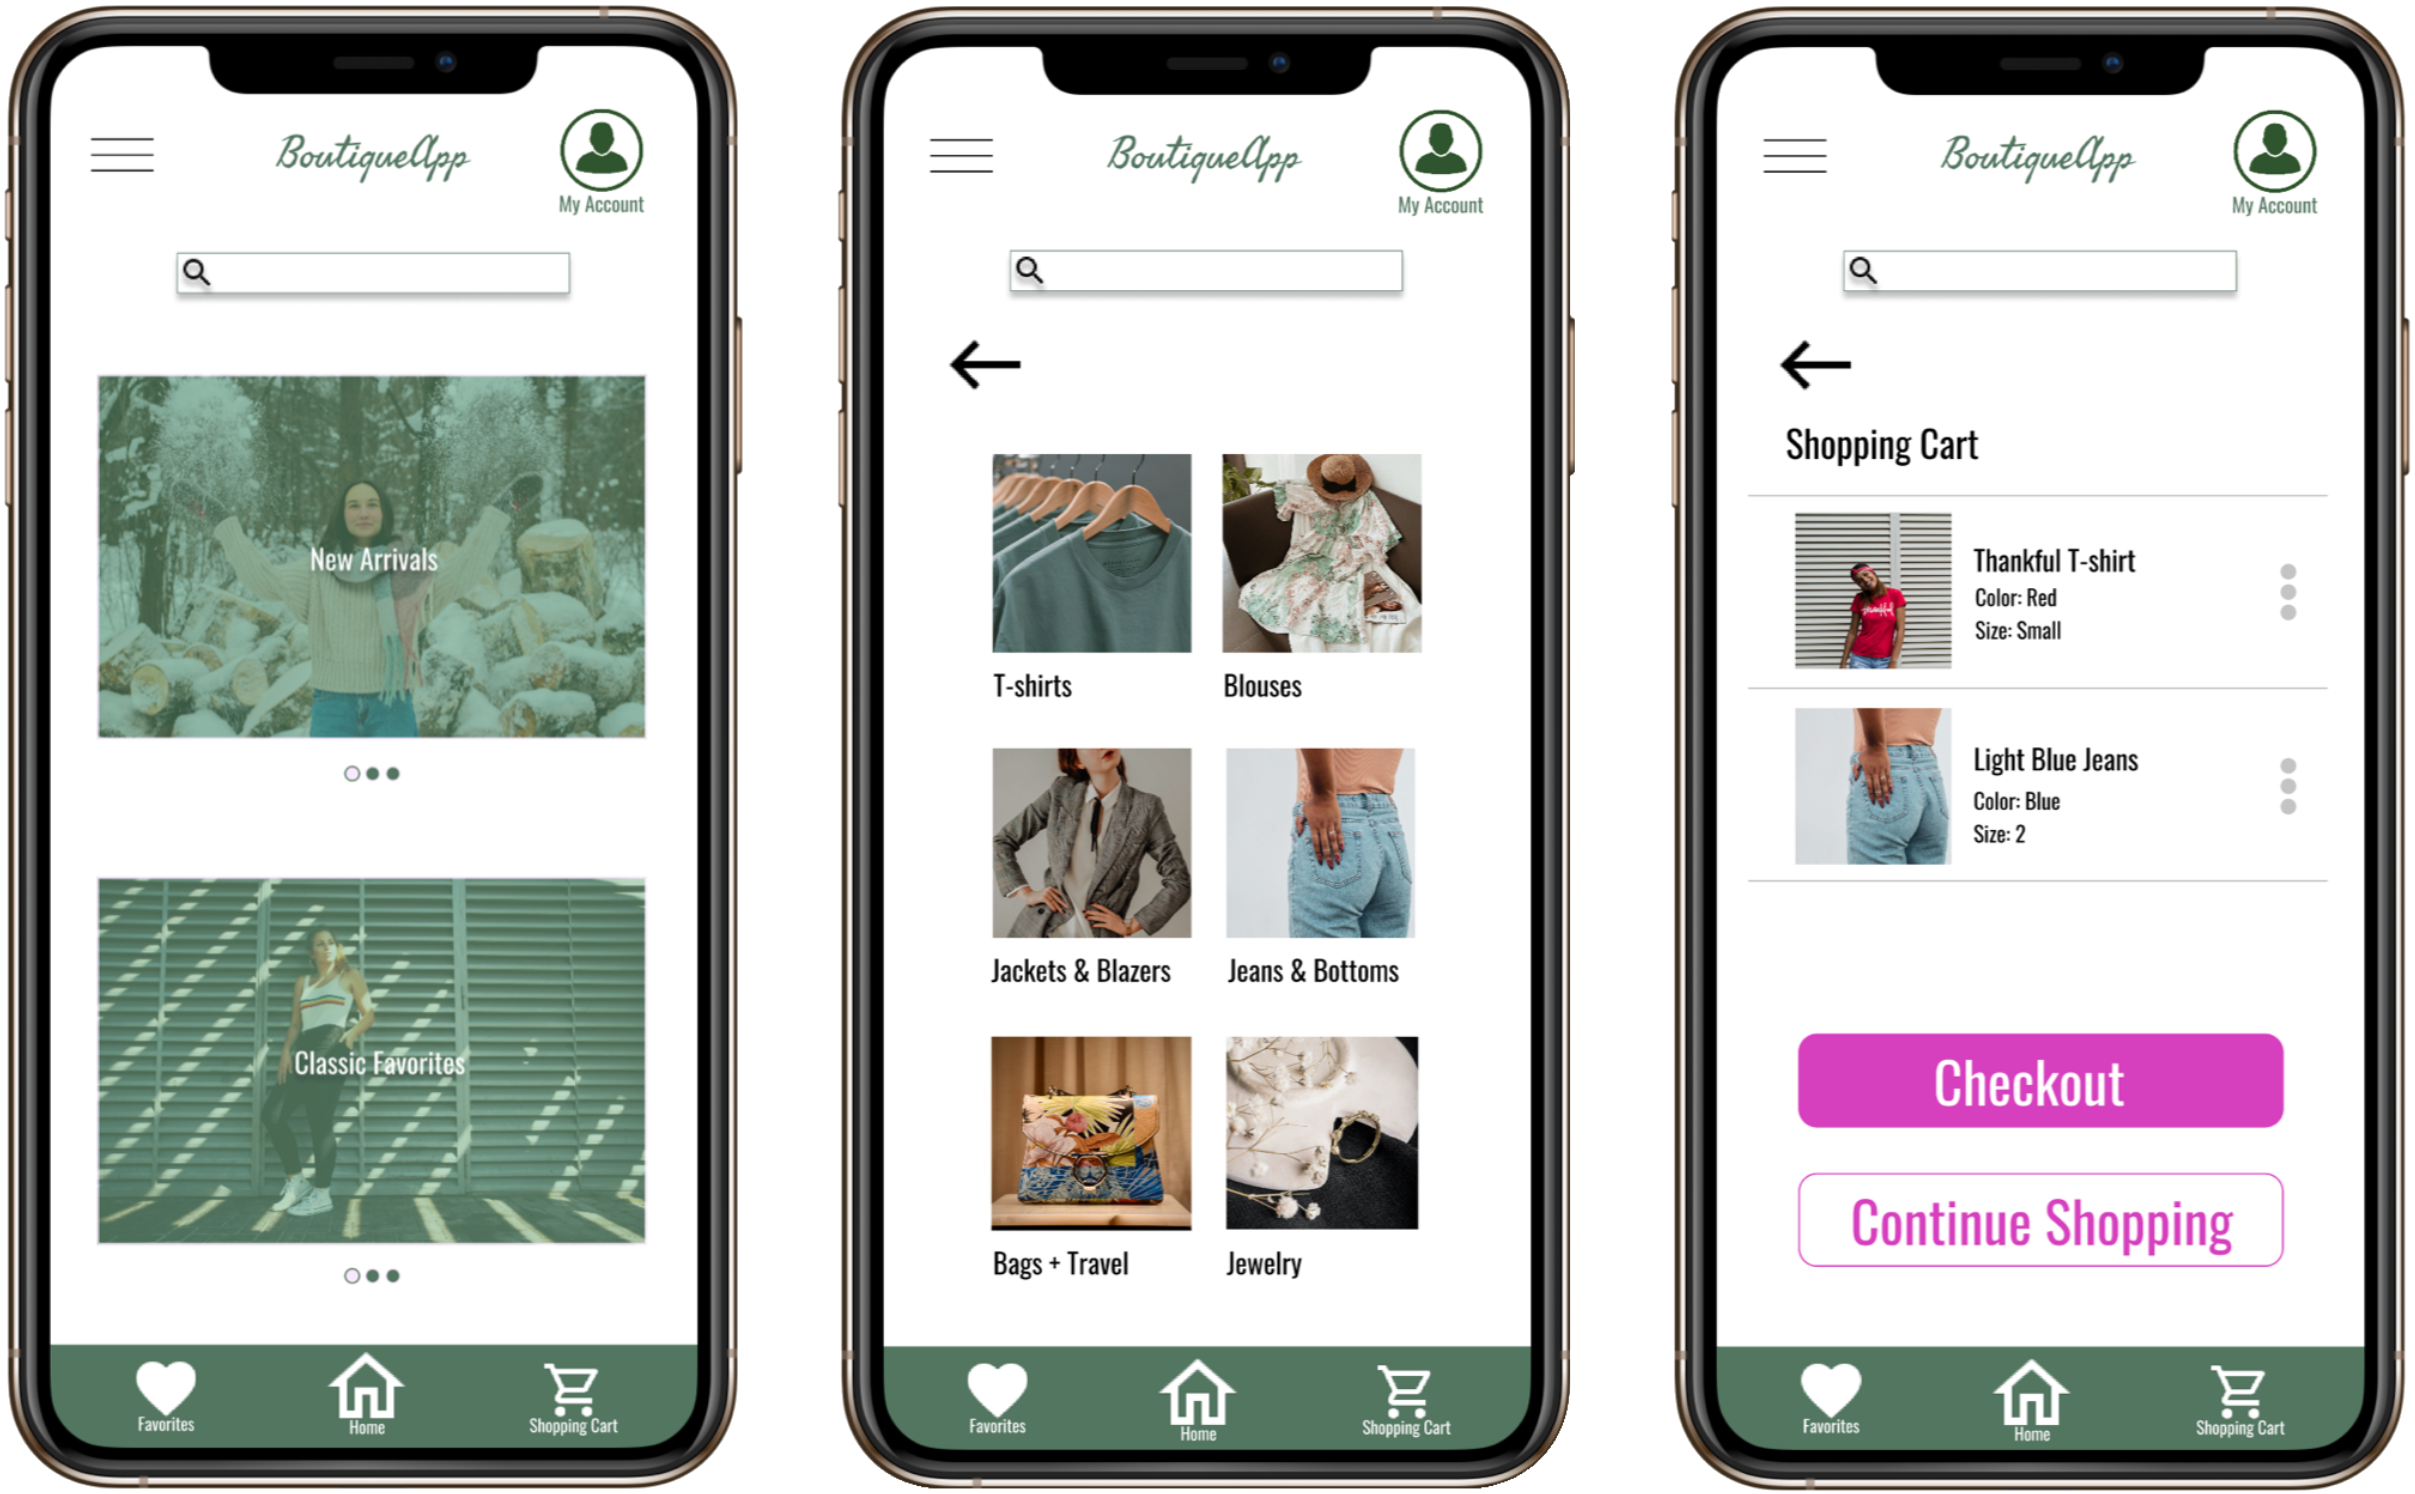 BoutiqueApp
My Account
New Arrivals
Classic Favorites
Favorites
Home
Shopping Cart
BoutiqueApp
My Account
T-shirts
Blouses
Jackets & Blazers
Jeans & Bottoms
Bags + Travel
Jewelry
Favorites
Home
Shopping Cart
BoutiqueApp
My Account
Shopping Cart
thankful
Thankful T-shirt
Color: Red
Size: Small
Light Blue Jeans
Color: Blue
Size: 2
Checkout
Continue Shopping
Favorites
Home
Shopping Cart